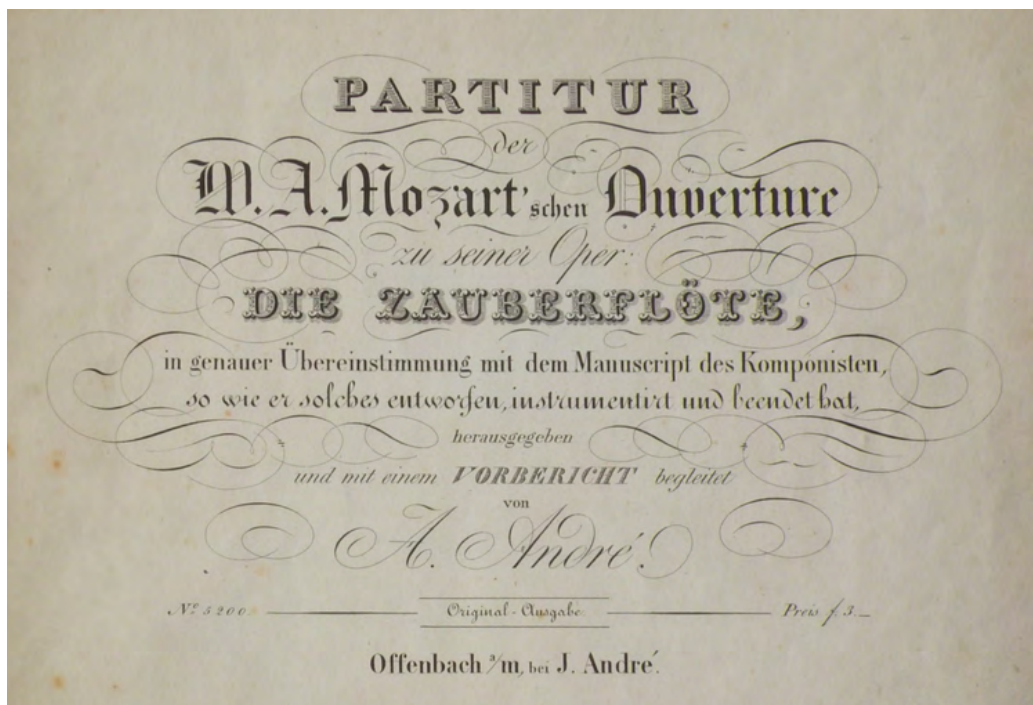 PARTITUR
der
W. A. Mozart'schen Ouverture
zu seiner Oper:
DIE ZAUBERFLÖTE,
in genauer Übereinstimmung mit dem Manuscript des Komponisten,
so wie er solches entworfen, instrumentirt und beendet hat,
herausgegeben
und mit einem VORBERICHT begleitet
von
A. André.
No. 5200. Original-Ausgabe. Preis f. 3._
Offenbach a/m, bei J. André.